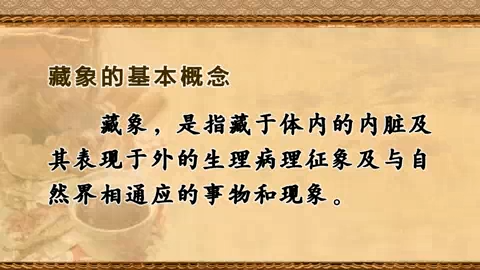 藏象的基本概念
藏象，是指藏于体内的内脏及
其表现于外的生理病理征象及与自
然界相通应的事物和现象。